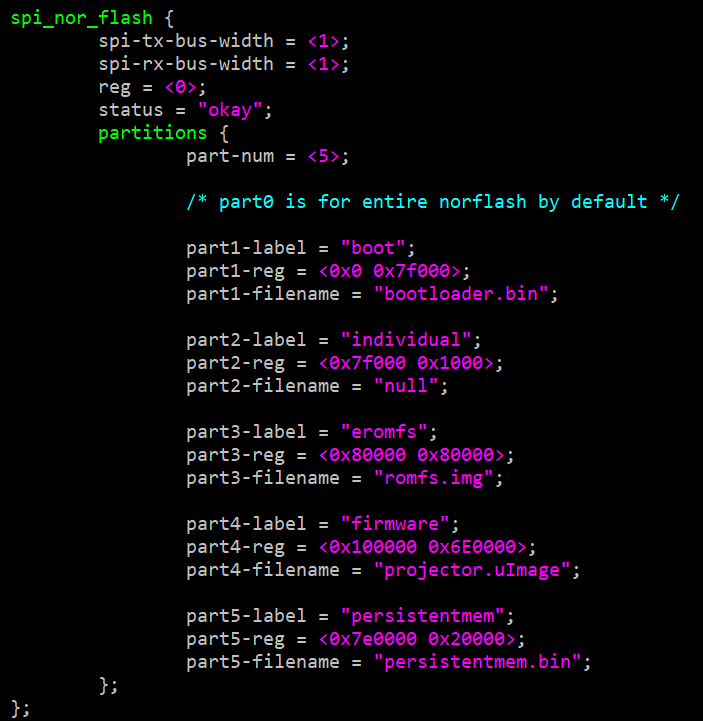 spi_nor_flash {
spi-tx-bus-width = <1>;
spi-rx-bus-width = <1>;
reg = <0>;
status = "okay";
partitions {
part-num = <5>;
/* part0 is for entire norflash by default */
part1-label = "boot";
part1-reg = <0x0 0x7f000>;
part1-filename = "bootloader.bin";
part2-label = "individual";
part2-reg = <0x7f000 0x1000>;
part2-filename = "null";
part3-label = "eromfs";
part3-reg = <0x80000 0x80000>;
part3-filename = "romfs.img";
part4-label = "firmware";
part4-reg = <0x100000 0x6E0000>;
part4-filename = "projector.uImage";
part5-label = "persistentmem";
part5-reg = <0x7e0000 0x20000>;
part5-filename = "persistentmem.bin";
};
};